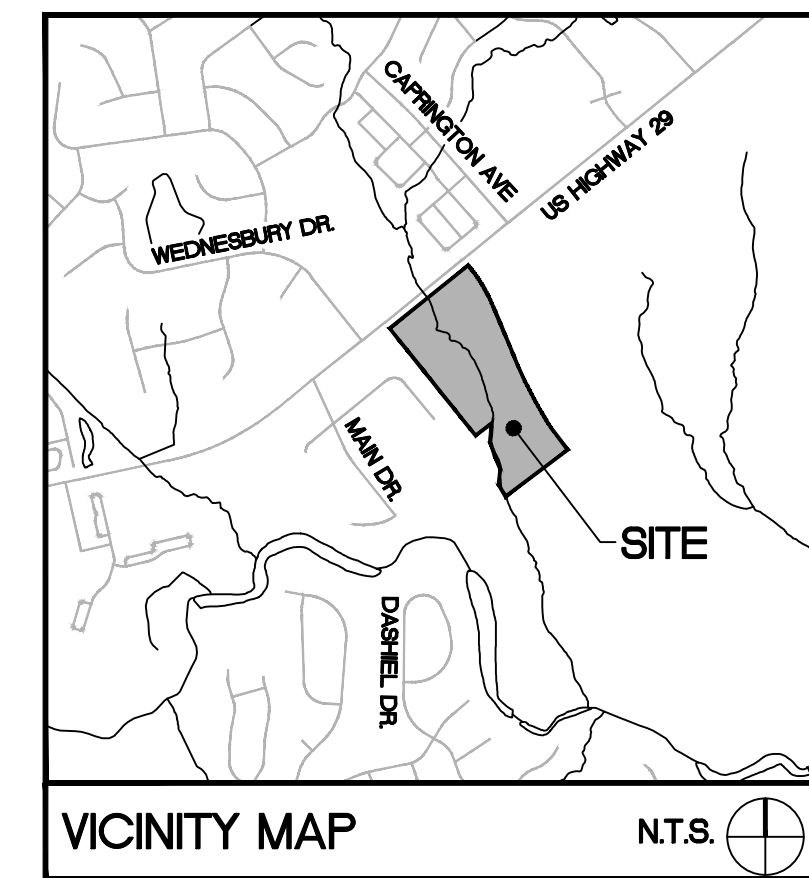 CAPRINGTON AVE
US HIGHWAY 29
WEDNESBURY DR.
MAIN DR.
SITE
DASHIEL DR.
VICINITY MAP
N.T.S.